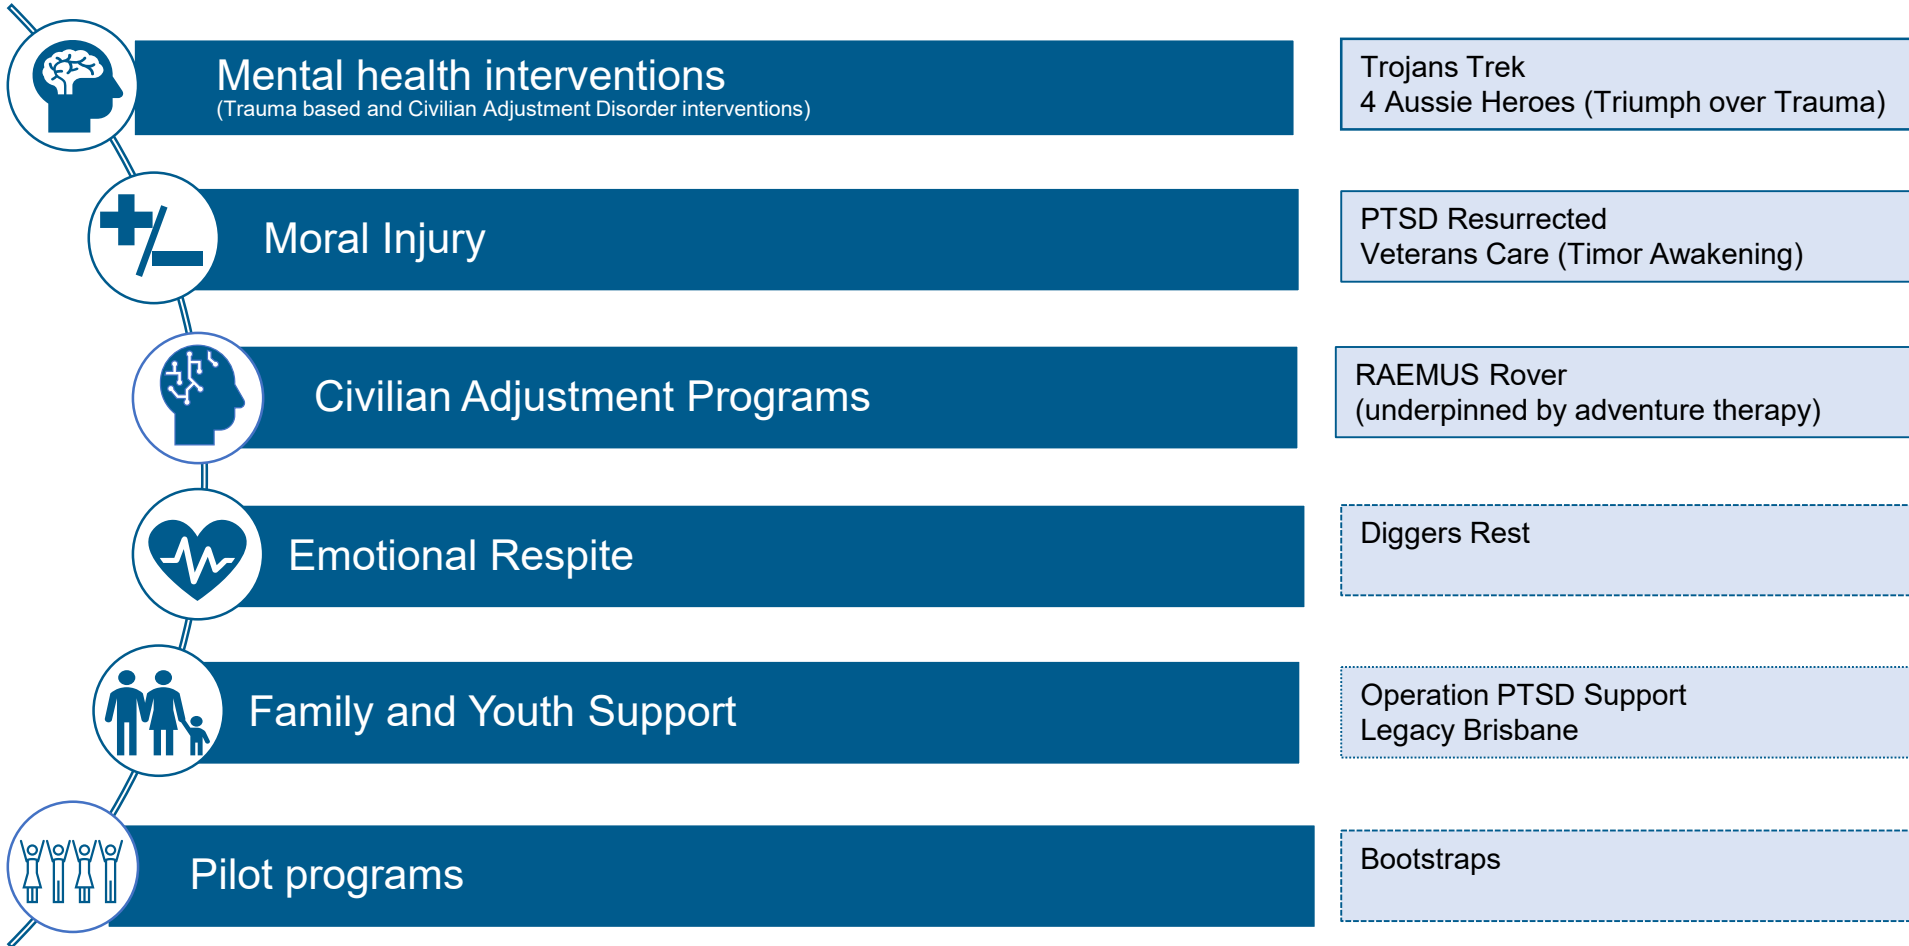 Mental health interventions
(Trauma based and Civilian Adjustment Disorder interventions)
Trojans Trek
4 Aussie Heroes (Triumph over Trauma)
Moral Injury
PTSD Resurrected
Veterans Care (Timor Awakening)
Civilian Adjustment Programs
RAEMUS Rover
(underpinned by adventure therapy)
Emotional Respite
Diggers Rest
Family and Youth Support
Operation PTSD Support
Legacy Brisbane
Pilot programs
Bootstraps